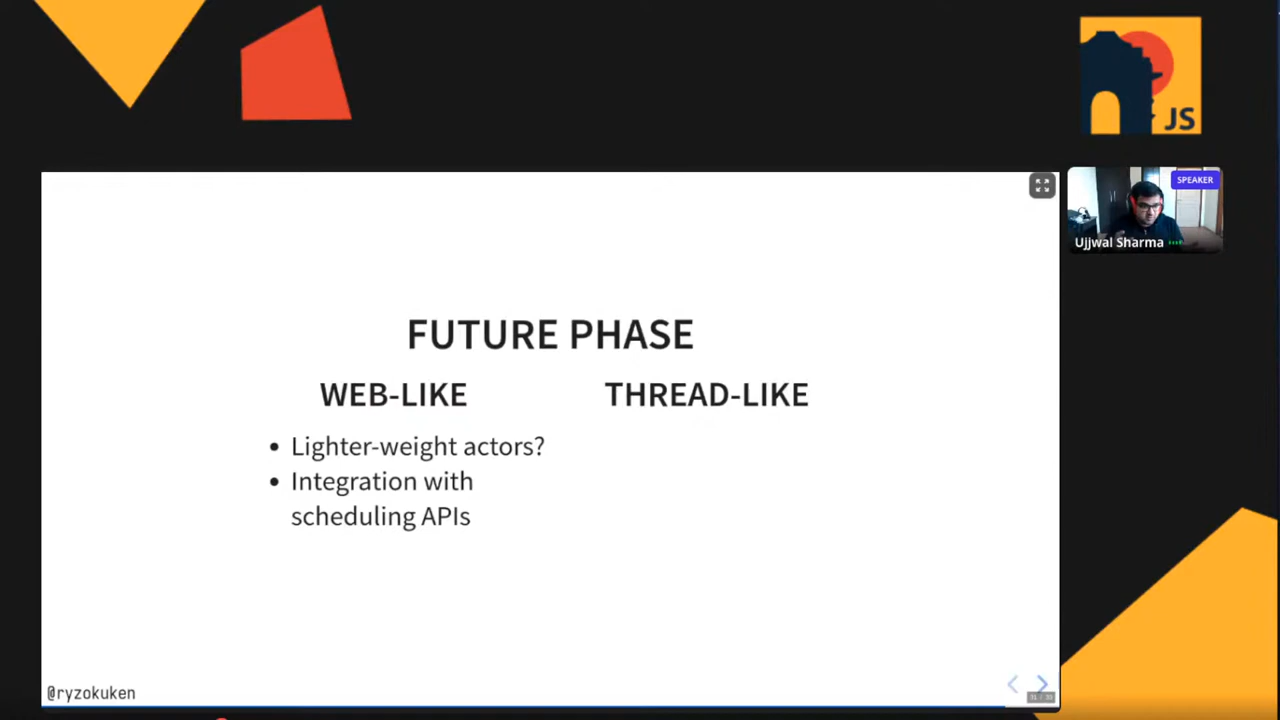 JS
SPEAKER
Ujjwal Sharma
FUTURE PHASE
WEB-LIKE
THREAD-LIKE
• Lighter-weight actors?
• Integration with
scheduling APIs
@ryzokuken